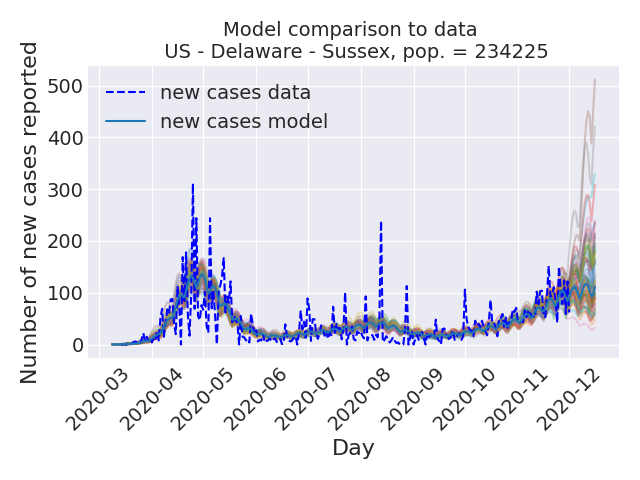 Model comparison to data
US - Delaware - Sussex, pop. = 234225
Number of new cases reported
500
400
300
200
100
0
new cases data
new cases model
2020-03
2020-04
2020-05
2020-06
2020-07
2020-08
2020-09
2020-10
2020-11
2020-12
Day